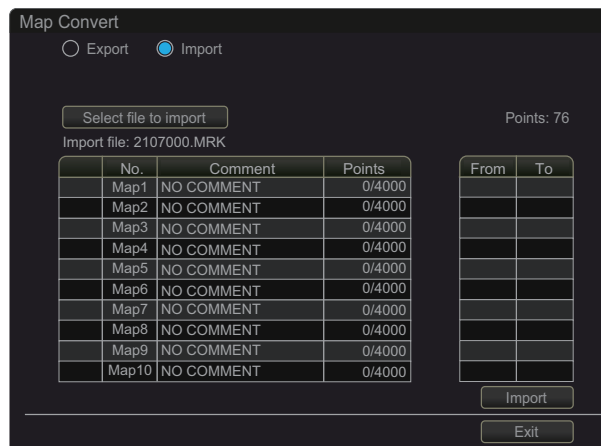 Map Convert
Export Import
Select file to import Points: 76
Import file: 2107000.MRK
No. Comment Points From To
Map1 NO COMMENT 0/4000
Map2 NO COMMENT 0/4000
Map3 NO COMMENT 0/4000
Map4 NO COMMENT 0/4000
Map5 NO COMMENT 0/4000
Map6 NO COMMENT 0/4000
Map7 NO COMMENT 0/4000
Map8 NO COMMENT 0/4000
Map9 NO COMMENT 0/4000
Map10 NO COMMENT 0/4000
Import
Exit